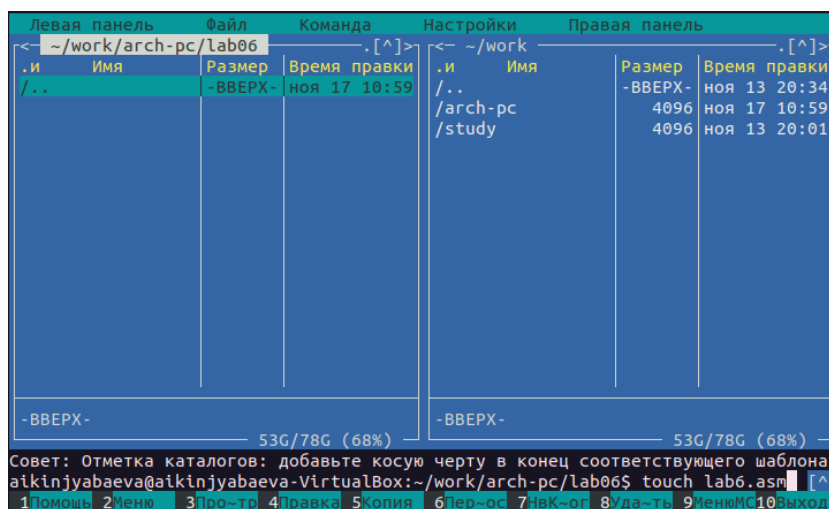 Левая панель Файл Команда Настройки Правая панель
<─ ~/work/arch-pc/lab06 ─.[^]>
.и Имя Размер Время правки
/.. -ВВЕРХ- ноя 17 10:59
-ВВЕРХ-
53G/78G (68%)
<─ ~/work ─.[^]>
.и Имя Размер Время правки
/.. -ВВЕРХ- ноя 13 20:34
/arch-pc 4096 ноя 17 10:59
/study 4096 ноя 13 20:01
-ВВЕРХ-
53G/78G (68%)
Совет: Отметка каталогов: добавьте косую черту в конец соответствующего шаблона
aikinjyabaeva@aikinjyabaeva-VirtualBox:~/work/arch-pc/lab06$ touch lab6.asm [^
1Помощь 2Меню 3Про~тр 4Правка 5Копия 6Пер~ос 7НвК~ог 8Уда~ть 9МенюМС 10Выход